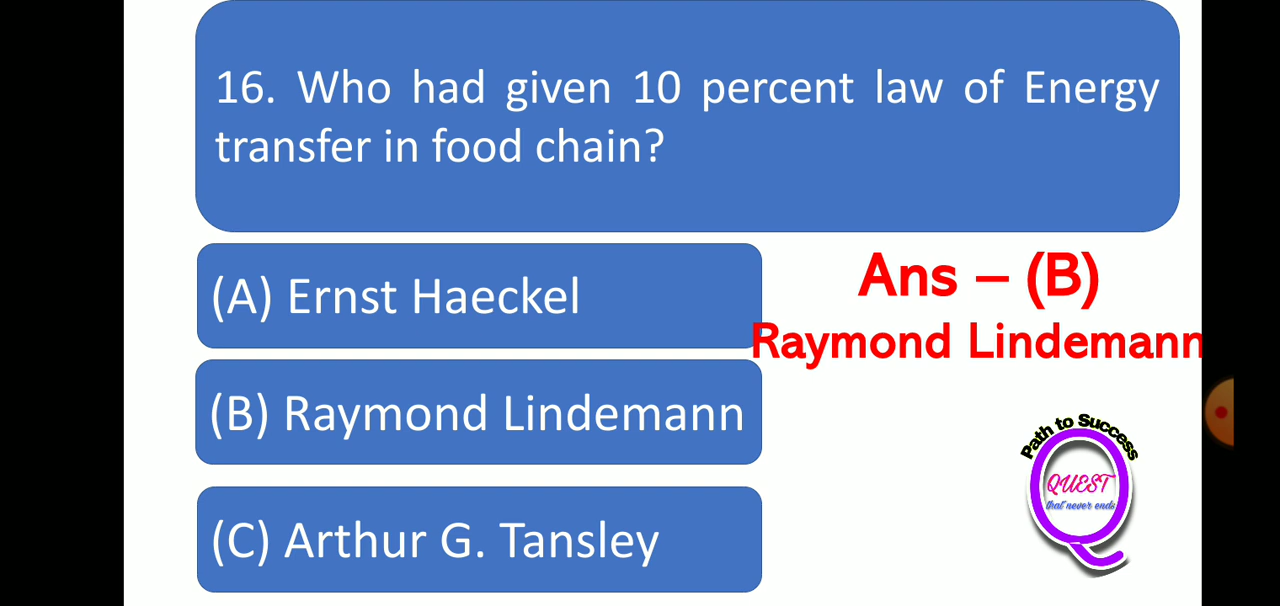 16. Who had given 10 percent law of Energy
transfer in food chain?
(A) Ernst Haeckel
Ans – (B)
Raymond Lindemann
(B) Raymond Lindemann
(C) Arthur G. Tansley
Path to Success
QUEST
that never ends